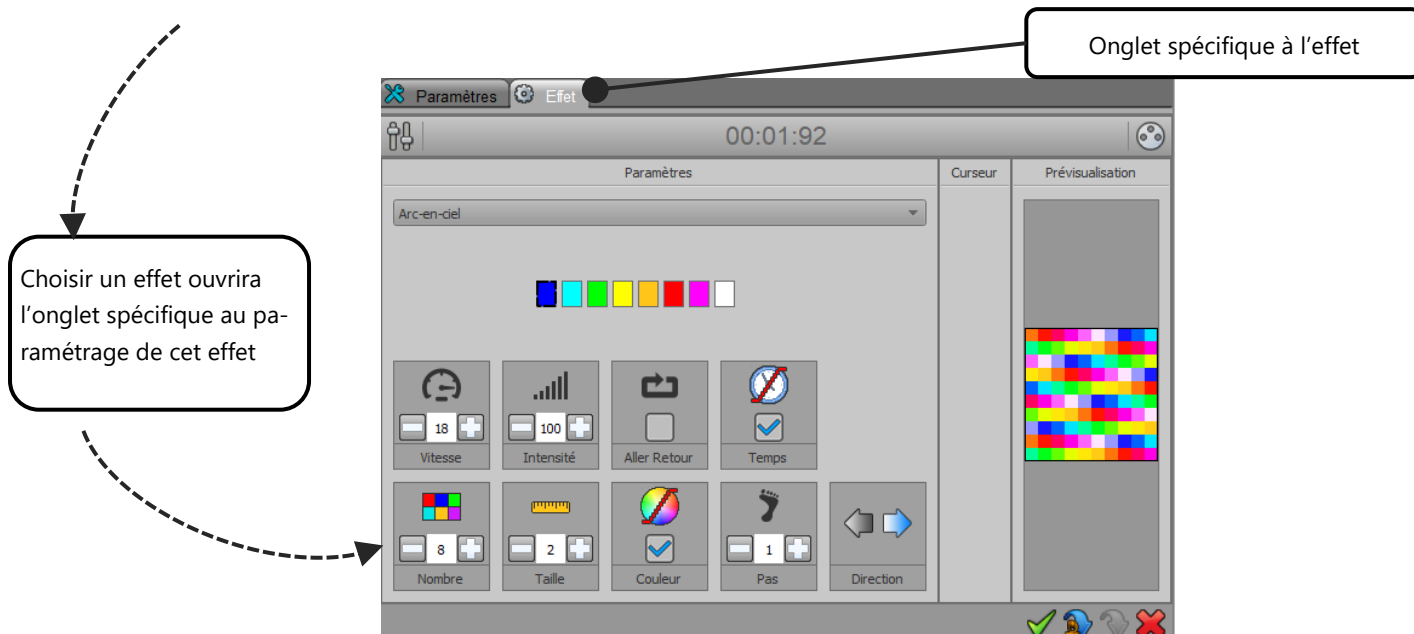 Onglet spécifique à l'effet
Paramètres Effet
00:01:92
Paramètres Curseur Prévisualisation
Arc-en-ciel
Choisir un effet ouvrira
l'onglet spécifique au pa-
ramétrage de cet effet
18 100
Vitesse Intensité Aller Retour Temps
8 2 1
Nombre Taille Couleur Pas Direction